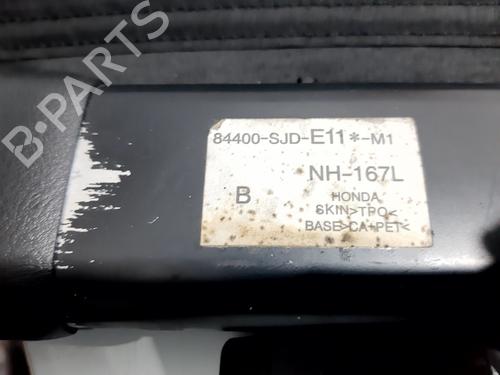 84400-SJD-E11*-M1
NH-167L
B
HONDA
SKIN>TPO<
BASE>CA-PET<
B-PARTS